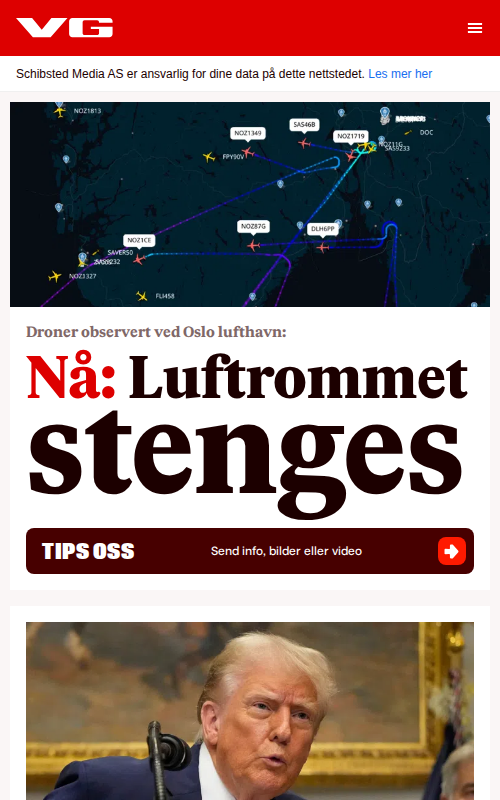 VG
Schibsted Media AS er ansvarlig for dine data på dette nettstedet. Les mer her
NOZ1813
SAS46B
NOZ1349
NOZ1719
DOC
FPY90V
SAS9233
NOZ87G
DLH6PP
NOZ1CE
SAVER50
NOZ1327
FLI458
Droner observert ved Oslo lufthavn:
Nå: Luftrommet
stenges
TIPS OSS
Send info, bilder eller video